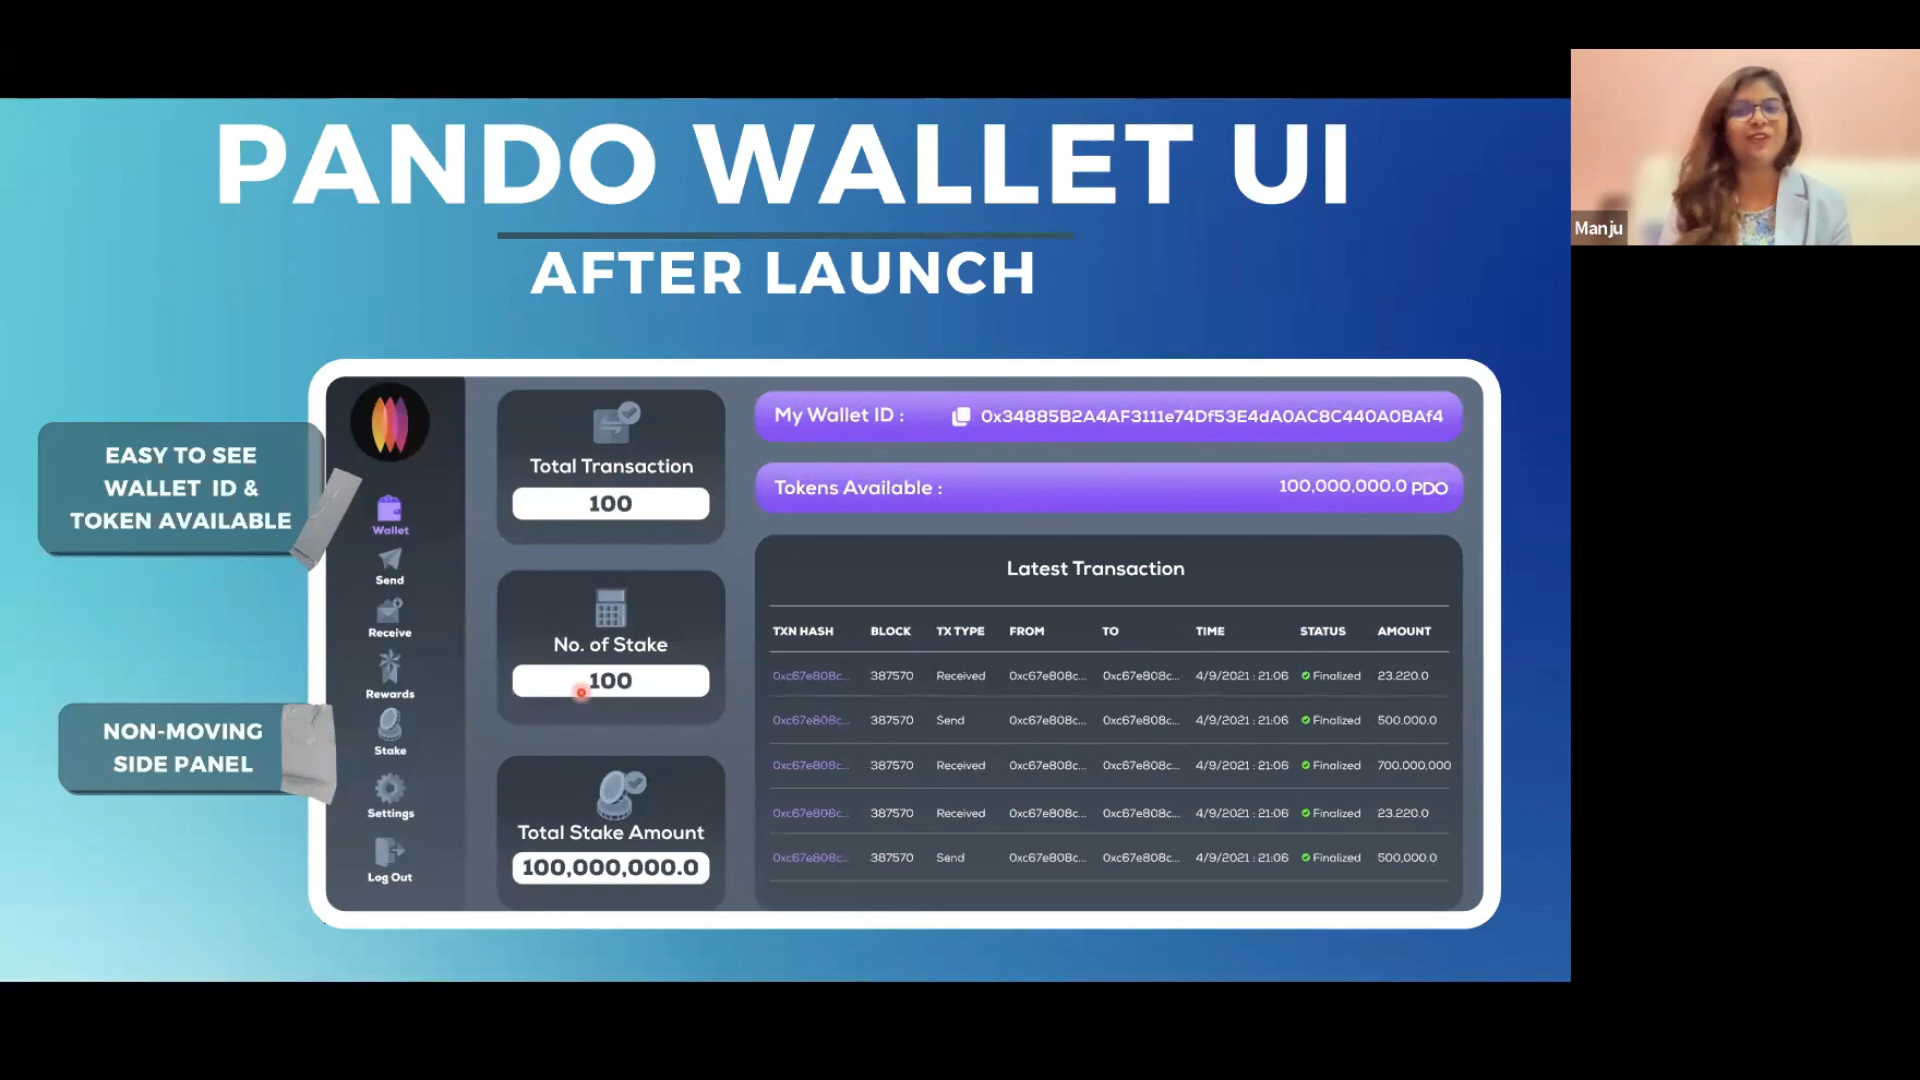 PANDO WALLET UI
AFTER LAUNCH
Manju
EASY TO SEE
WALLET ID &
TOKEN AVAILABLE
NON-MOVING
SIDE PANEL
Wallet
Send
Receive
Rewards
Stake
Settings
Log Out
Total Transaction
100
No. of Stake
100
Total Stake Amount
100,000,000.0
My Wallet ID : 0x34885B2A4AF3111e74Df53E4dA0AC8C440A0BAf4
Tokens Available : 100,000,000.0 PDO
Latest Transaction
TXN HASH BLOCK TX TYPE FROM TO TIME STATUS AMOUNT
0xc67e808c... 387570 Received 0xc67e808c... 0xc67e808c... 4/9/2021 : 21:06 Finalized 23.220.0
0xc67e808c... 387570 Send 0xc67e808c... 0xc67e808c... 4/9/2021 : 21:06 Finalized 500.000.0
0xc67e808c... 387570 Received 0xc67e808c... 0xc67e808c... 4/9/2021 : 21:06 Finalized 700.000,000
0xc67e808c... 387570 Received 0xc67e808c... 0xc67e808c... 4/9/2021 : 21:06 Finalized 23.220.0
0xc67e808c... 387570 Send 0xc67e808c... 0xc67e808c... 4/9/2021 : 21:06 Finalized 500,000.0